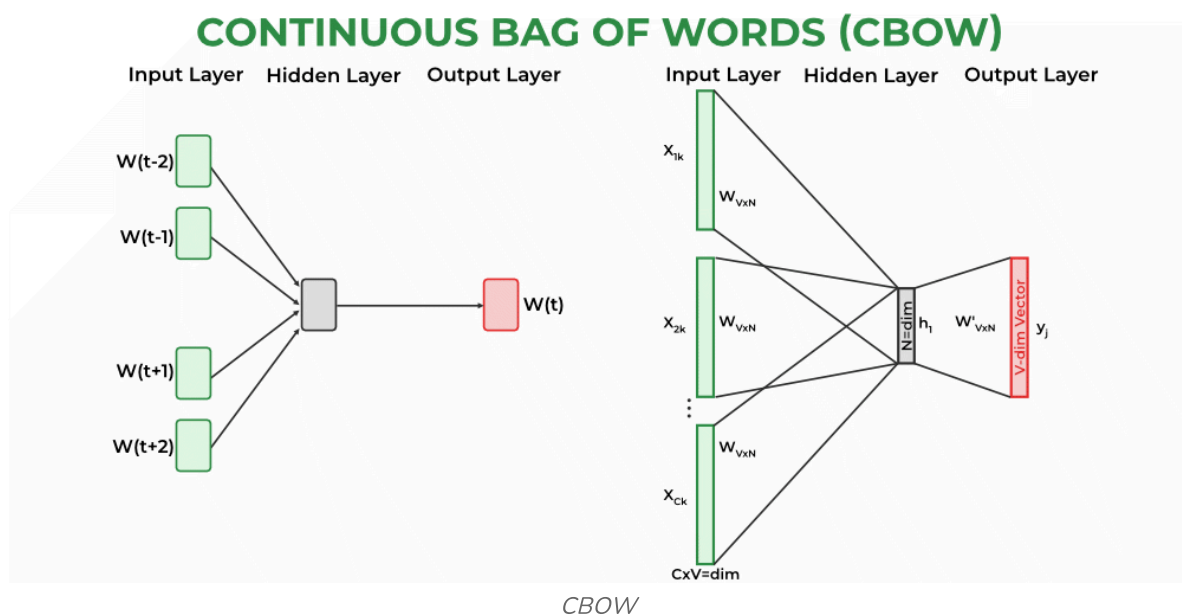 CONTINUOUS BAG OF WORDS (CBOW)
Input Layer Hidden Layer Output Layer
W(t-2)
W(t-1)
W(t)
W(t+1)
W(t+2)
Input Layer Hidden Layer Output Layer
X1k
WVxN
X2k
WVxN
N=dim
h1
W'VxN
V-dim Vector
yj
⋮
WVxN
XCk
CxV=dim
CBOW